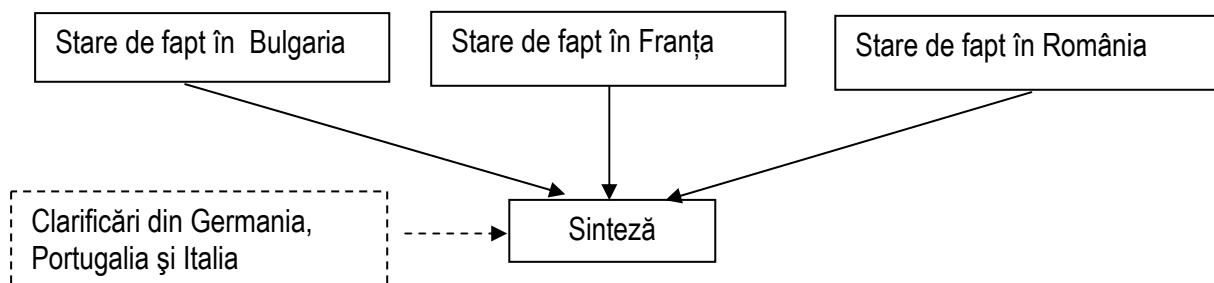 Stare de fapt în Bulgaria
Stare de fapt în Franța
Stare de fapt în România
Clarificări din Germania,
Portugalia şi Italia
Sinteză